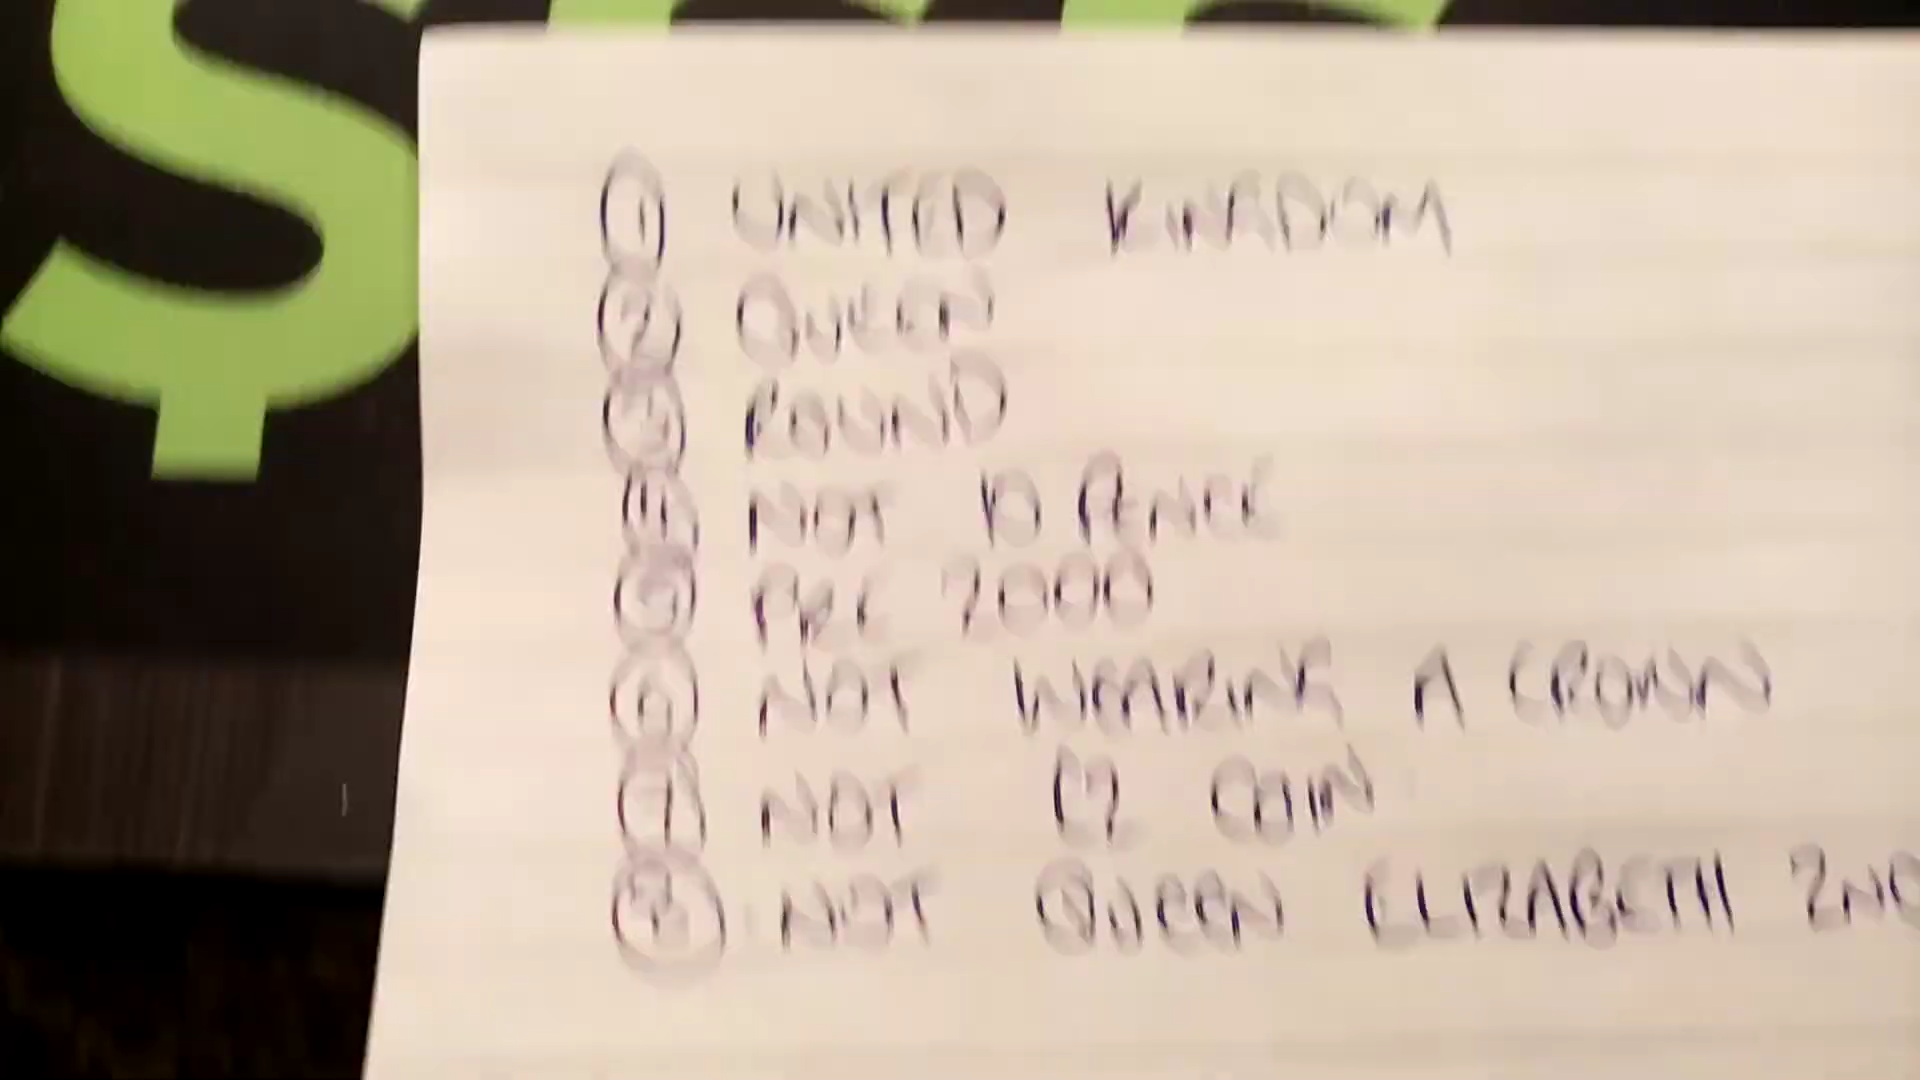 $
1 UNITED KINGDOM
2 QUEEN
3 ROUND
4 NOT 10 PENCE
5 PRE 2000
6 NOT WEARING A CROWN
7 NOT £2 COIN
8 NOT QUEEN ELIZABETH 2ND